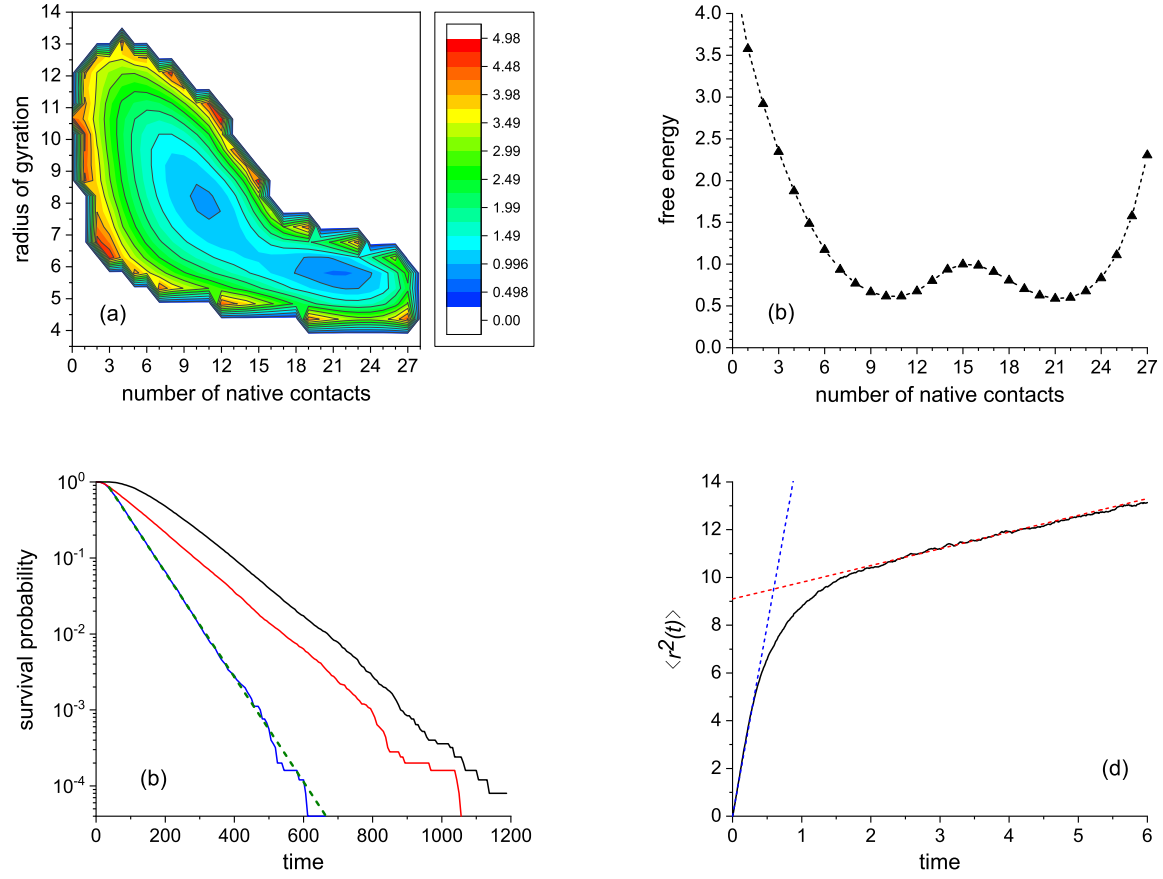 14
13
12
11
10
9
8
7
6
5
4
radius of gyration
0 3 6 9 12 15 18 21 24 27
number of native contacts
(a)
4.98
4.48
3.99
3.49
2.99
2.49
1.99
1.49
0.996
0.498
0.00
4.0
3.5
3.0
2.5
2.0
1.5
1.0
0.5
0.0
free energy
0 3 6 9 12 15 18 21 24 27
number of native contacts
(b)
10⁰
10⁻¹
10⁻²
10⁻³
10⁻⁴
survival probability
0 200 400 600 800 1000 1200
time
(b)
14
12
10
8
6
4
2
0
⟨r²(t)⟩
0 1 2 3 4 5 6
time
(d)